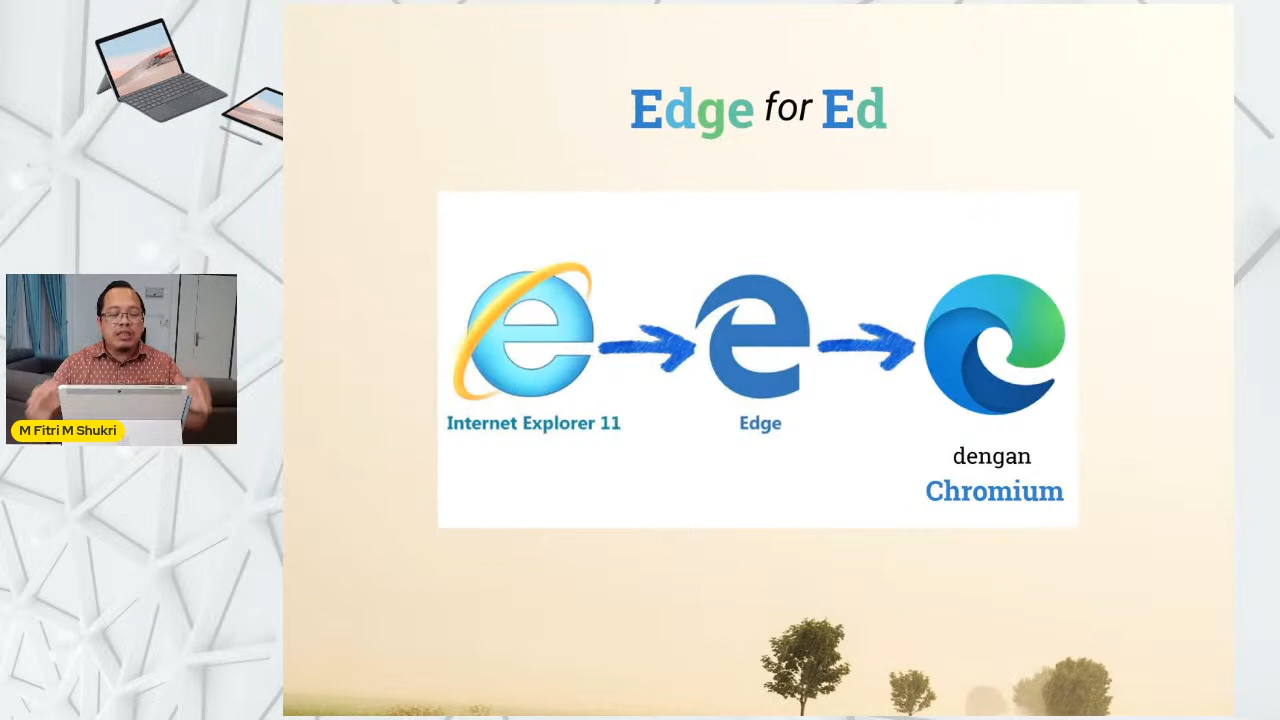 Edge for Ed
Internet Explorer 11
Edge
dengan
Chromium
M Fitri M Shukri